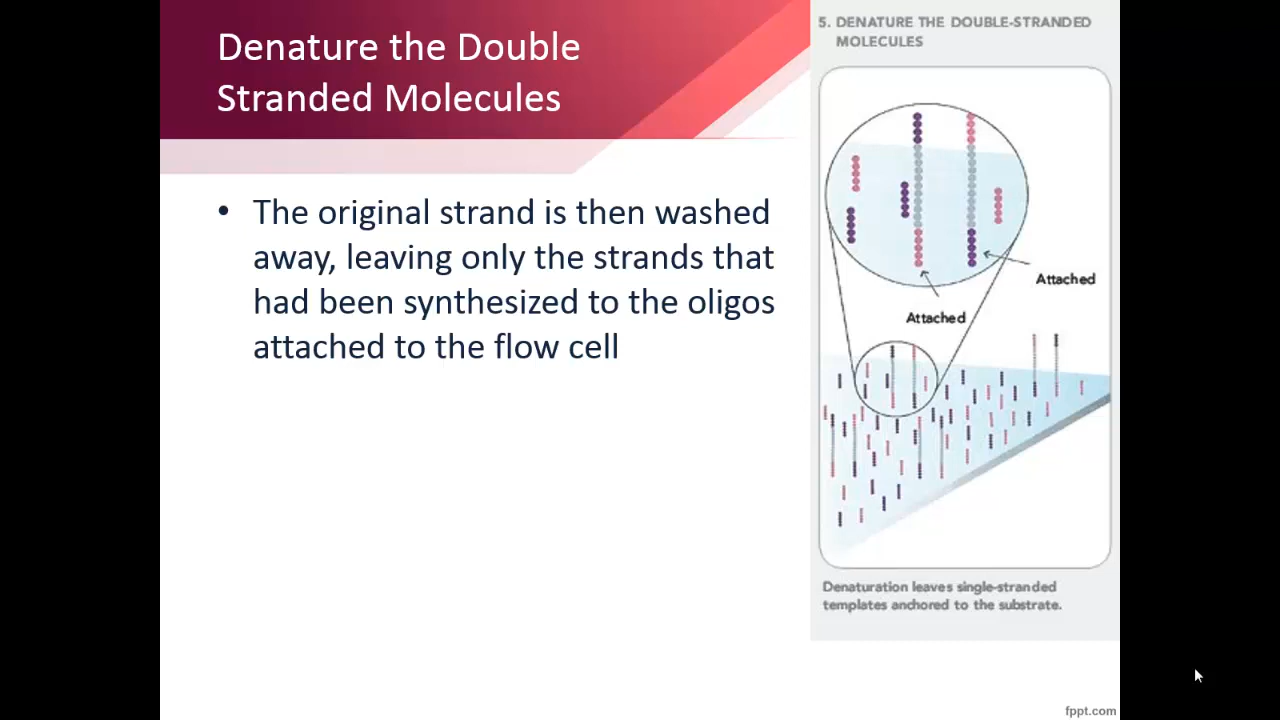 Denature the Double
Stranded Molecules
• The original strand is then washed
away, leaving only the strands that
had been synthesized to the oligos
attached to the flow cell
5. DENATURE THE DOUBLE-STRANDED
MOLECULES
Attached
Attached
Denaturation leaves single-stranded
templates anchored to the substrate.
fppt.com